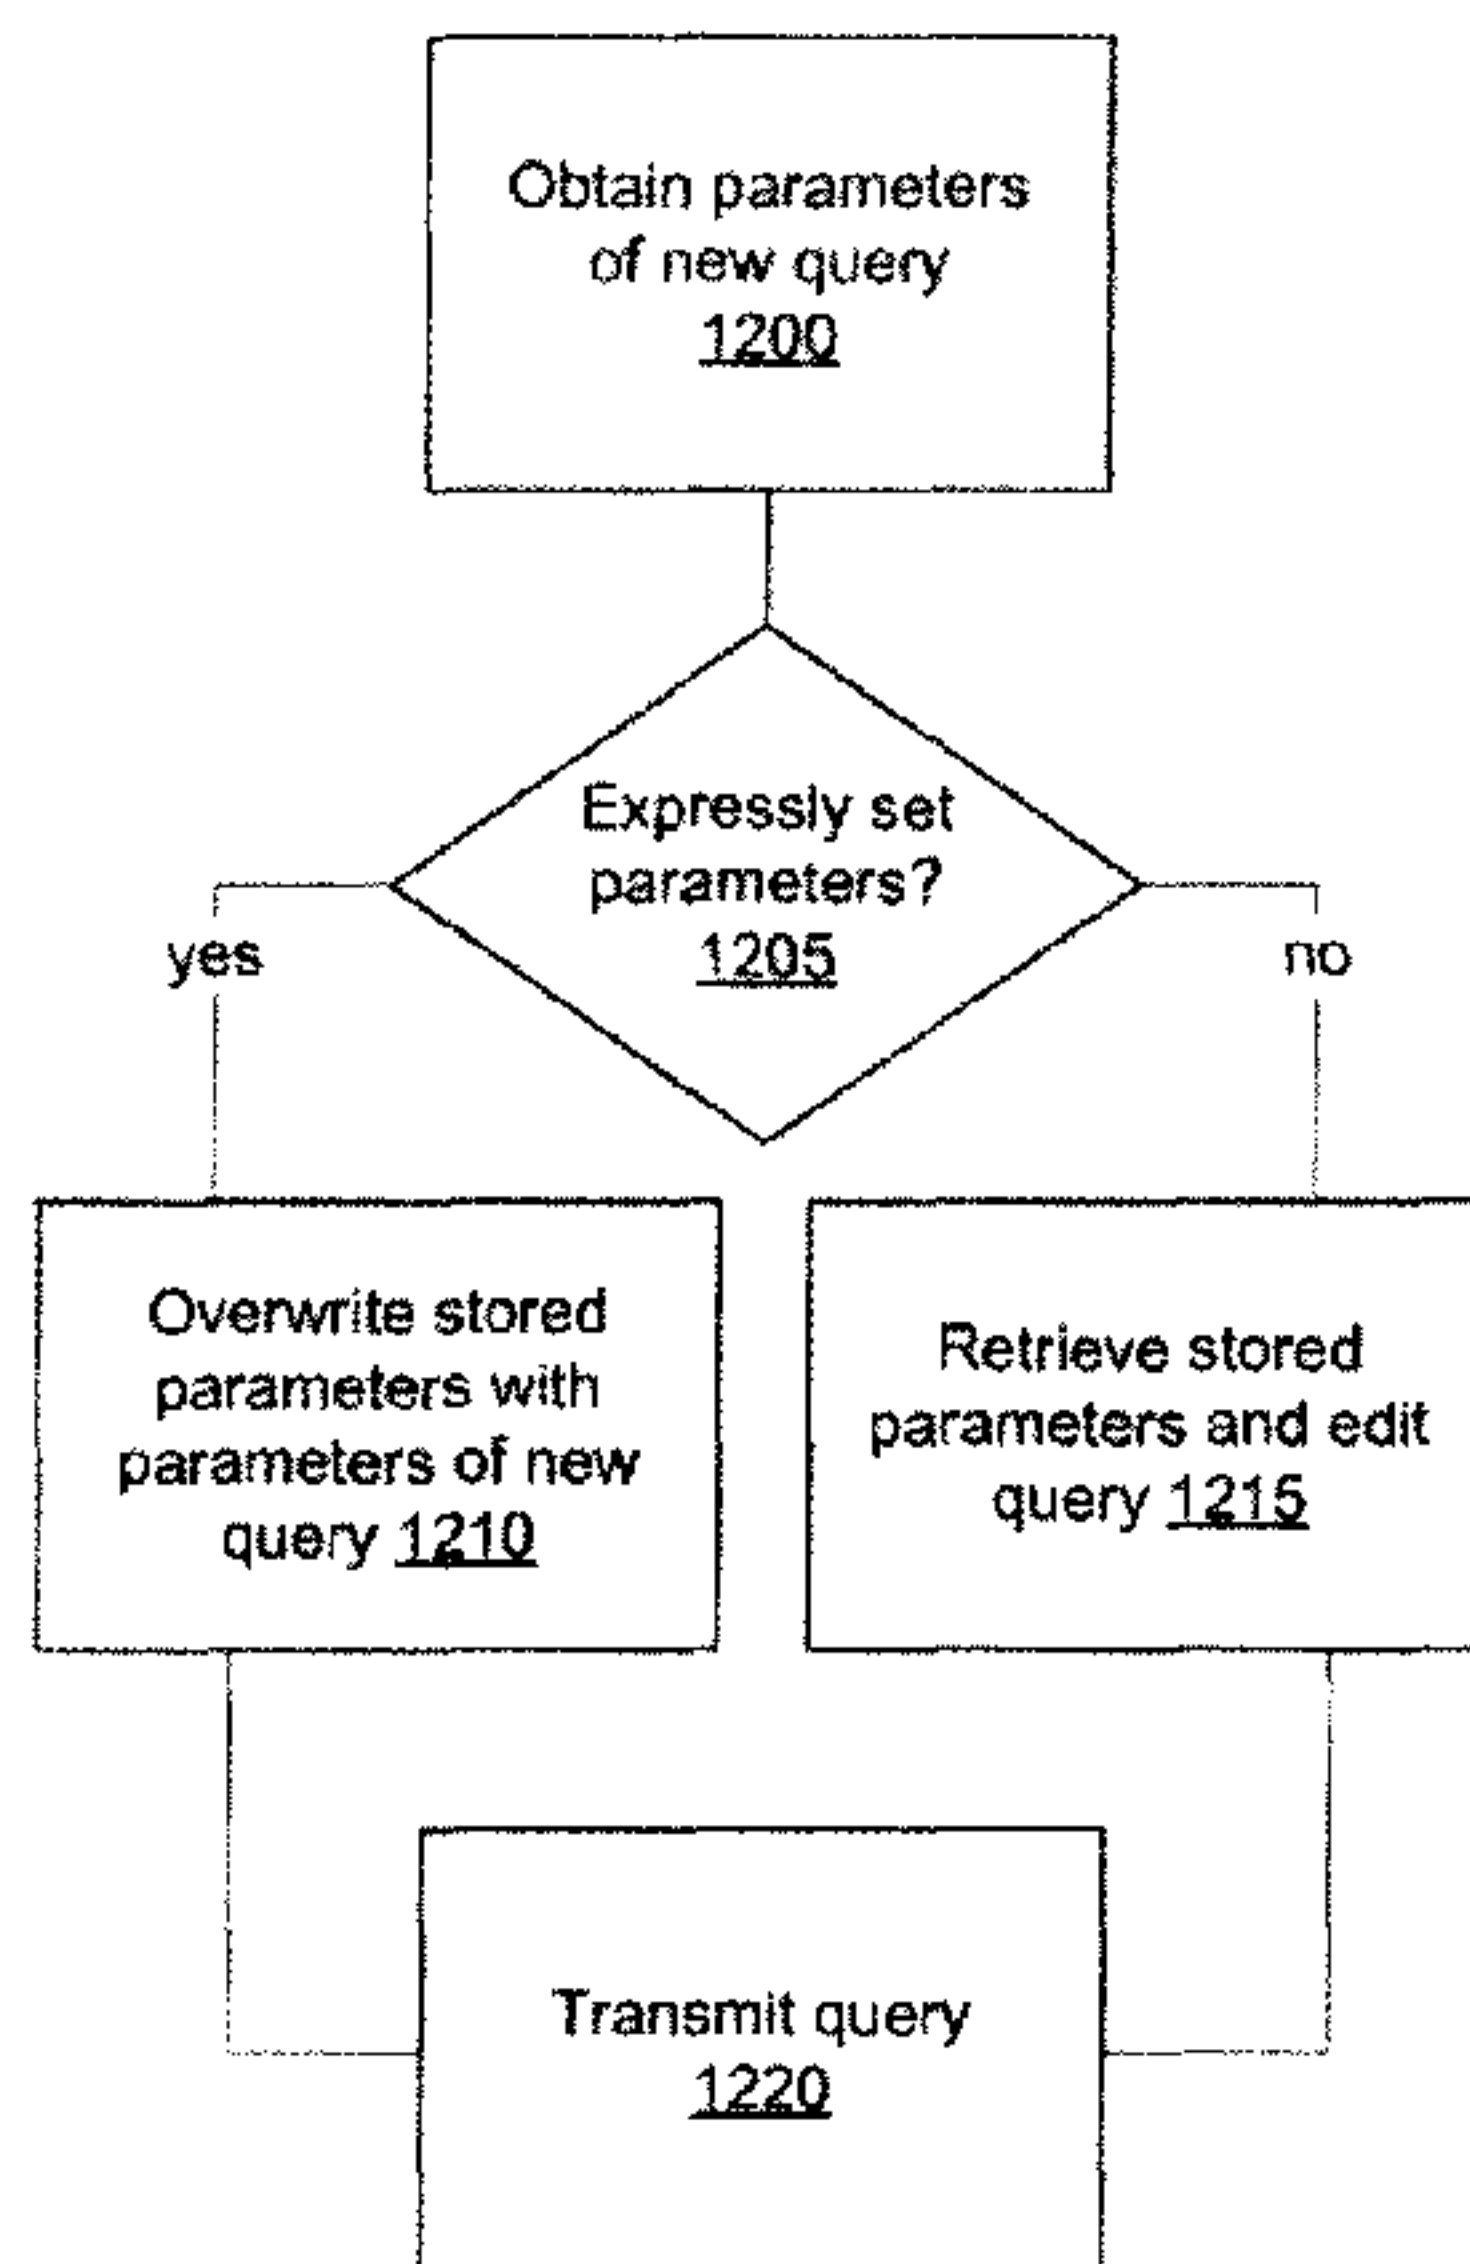 Obtain parameters
of new query
1200
Expressly set
parameters?
1205
yes
no
Overwrite stored
parameters with
parameters of new
query 1210
Retrieve stored
parameters and edit
query 1215
Transmit query
1220